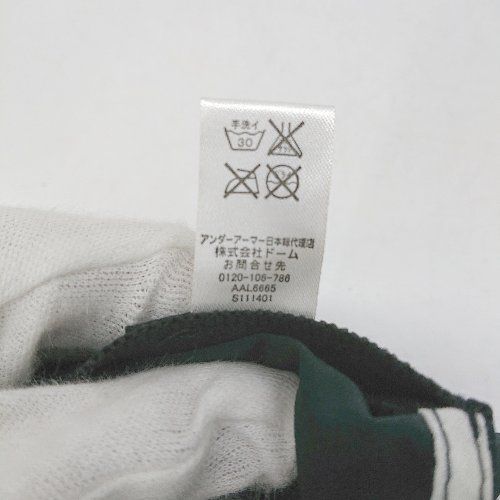 手洗イ
30
アンダーアーマー日本総代理店
株式会社ドーム
お問合せ先
0120-106-786
AAL6665
S111401